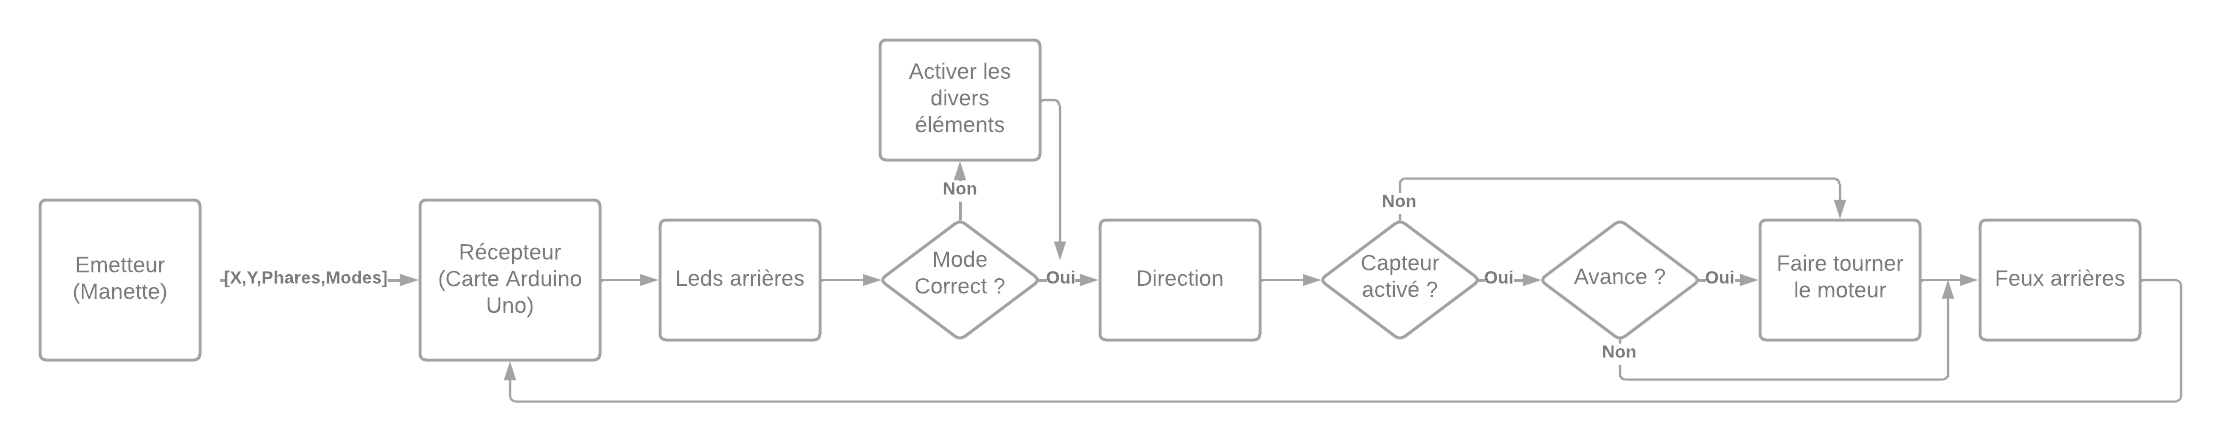 Activer les
divers
éléments
Non
Non
Emetteur
(Manette)
[X,Y,Phares,Modes]
Récepteur
(Carte Arduino
Uno)
Leds arrières
Mode
Correct ?
Oui
Direction
Capteur
activé ?
Oui
Avance ?
Oui
Faire tourner
le moteur
Feux arrières
Non